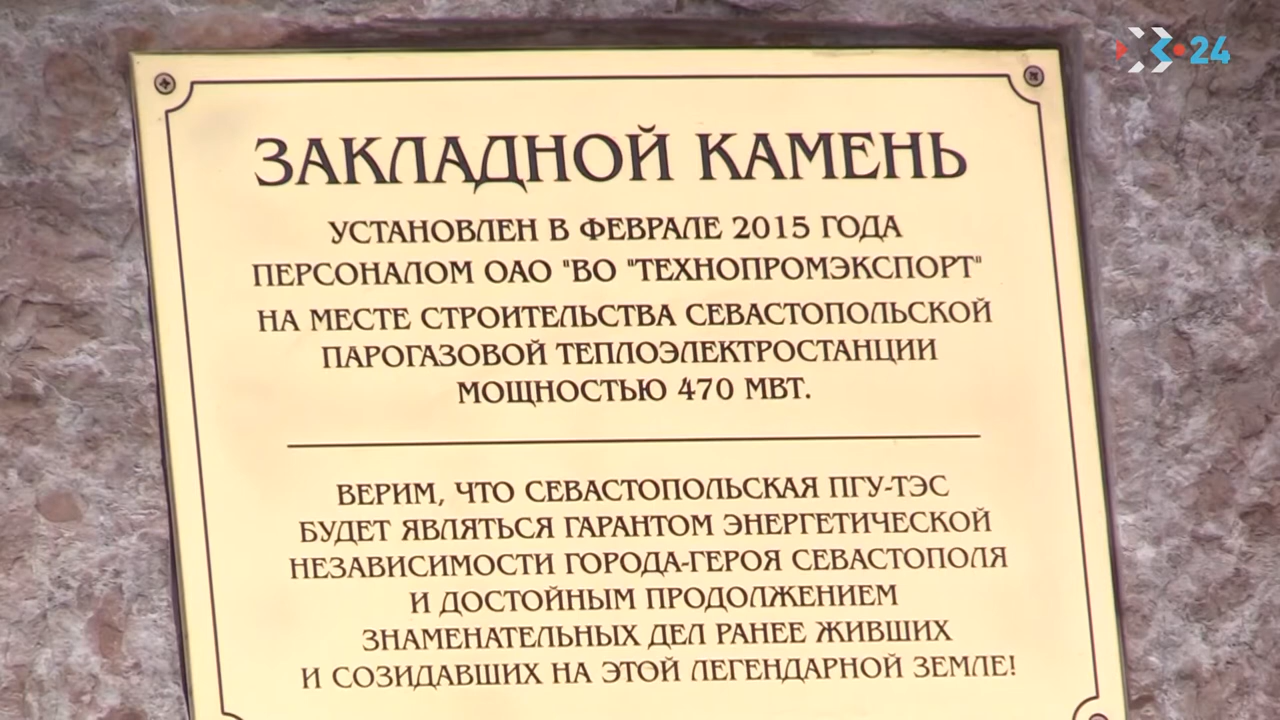 24
ЗАКЛАДНОЙ КАМЕНЬ
УСТАНОВЛЕН В ФЕВРАЛЕ 2015 ГОДА
ПЕРСОНАЛОМ ОАО "ВО "ТЕХНОПРОМЭКСПОРТ"
НА МЕСТЕ СТРОИТЕЛЬСТВА СЕВАСТОПОЛЬСКОЙ
ПАРОГАЗОВОЙ ТЕПЛОЭЛЕКТРОСТАНЦИИ
МОЩНОСТЬЮ 470 МВТ.
ВЕРИМ, ЧТО СЕВАСТОПОЛЬСКАЯ ПГУ-ТЭС
БУДЕТ ЯВЛЯТЬСЯ ГАРАНТОМ ЭНЕРГЕТИЧЕСКОЙ
НЕЗАВИСИМОСТИ ГОРОДА-ГЕРОЯ СЕВАСТОПОЛЯ
И ДОСТОЙНЫМ ПРОДОЛЖЕНИЕМ
ЗНАМЕНАТЕЛЬНЫХ ДЕЛ РАНЕЕ ЖИВШИХ
И СОЗИДАВШИХ НА ЭТОЙ ЛЕГЕНДАРНОЙ ЗЕМЛЕ!